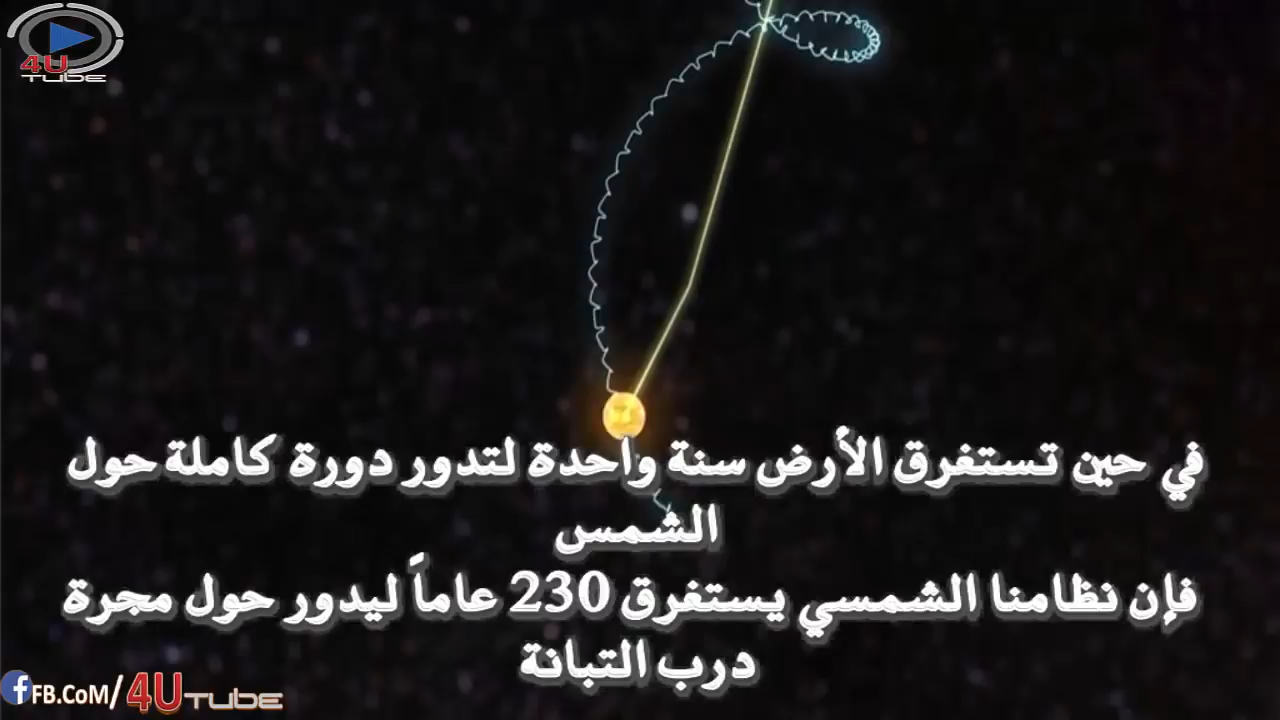 4U
TUBE
في حين تستغرق الأرض سنة واحدة لتدور دورة كاملة حول
الشمس
فإن نظامنا الشمسي يستغرق 230 عاماً ليدور حول مجرة
درب التبانة
f FB.COM/4UTUBE